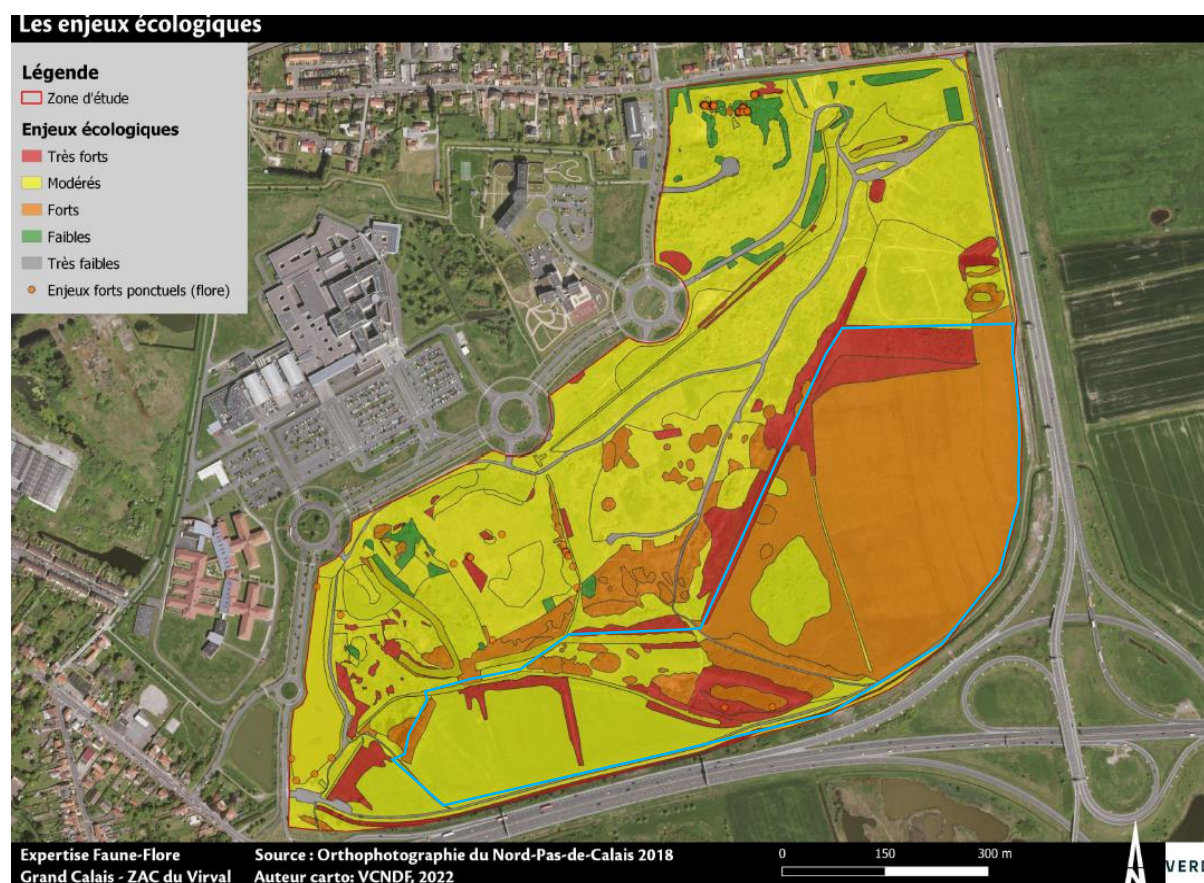 Les enjeux écologiques
Légende
Zone d'étude
Enjeux écologiques
Très forts
Modérés
Forts
Faibles
Très faibles
Enjeux forts ponctuels (flore)
Expertise Faune-Flore
Grand Calais - ZAC du Virval
Source : Orthophotographie du Nord-Pas-de-Calais 2018
Auteur carto: VCNDF, 2022
0 150 300 m
N
VERD